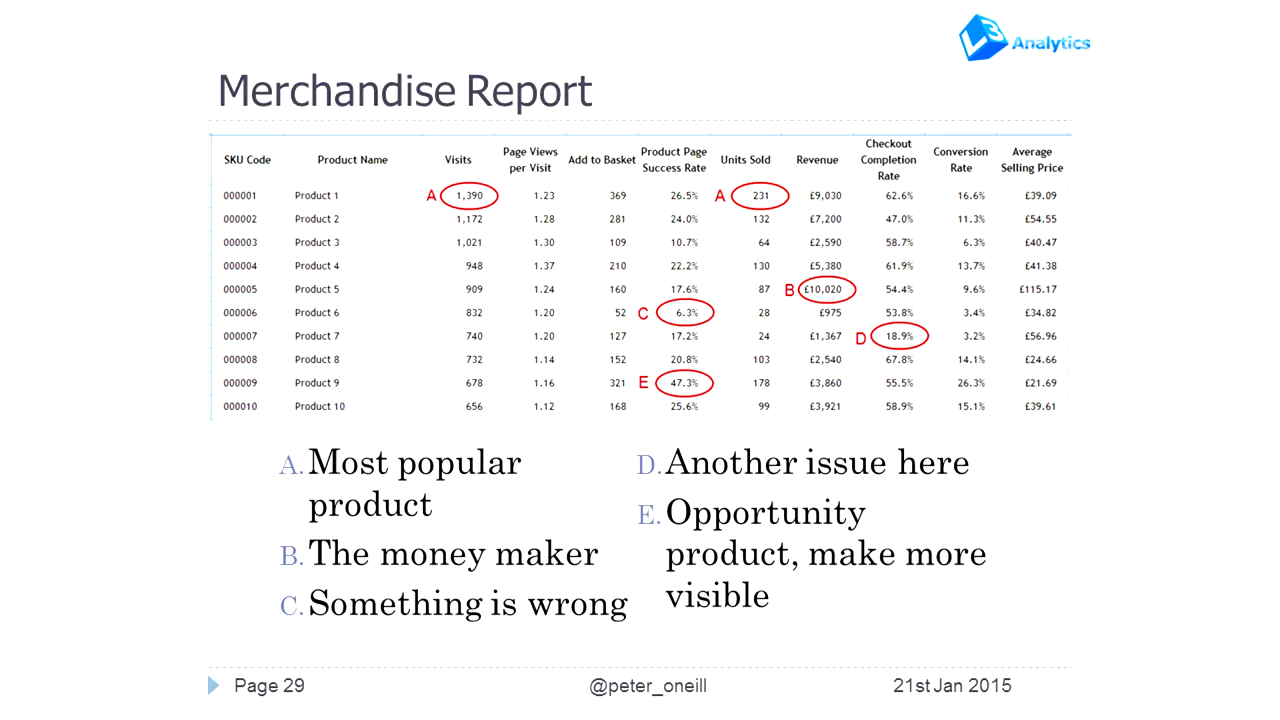 L3 Analytics
Merchandise Report
SKU Code Product Name Visits Page Views per Visit Add to Basket Product Page Success Rate Units Sold Revenue Checkout Completion Rate Conversion Rate Average Selling Price
000001 Product 1 A 1,390 1.23 369 26.5% A 231 £9,030 62.6% 16.6% £39.09
000002 Product 2 1,172 1.28 281 24.0% 132 £7,200 47.0% 11.3% £54.55
000003 Product 3 1,021 1.30 109 10.7% 64 £2,590 58.7% 6.3% £40.47
000004 Product 4 948 1.37 210 22.2% 130 £5,380 61.9% 13.7% £41.38
000005 Product 5 909 1.24 160 17.6% 87 B £10,020 54.4% 9.6% £115.17
000006 Product 6 832 1.20 52 C 6.3% 28 £975 53.8% 3.4% £34.82
000007 Product 7 740 1.20 127 17.2% 24 £1,367 D 18.9% 3.2% £56.96
000008 Product 8 732 1.14 152 20.8% 103 £2,540 67.8% 14.1% £24.66
000009 Product 9 678 1.16 321 E 47.3% 178 £3,860 55.5% 26.3% £21.69
000010 Product 10 656 1.12 168 25.6% 99 £3,921 58.9% 15.1% £39.61
A. Most popular
product
B. The money maker
C. Something is wrong
D. Another issue here
E. Opportunity
product, make more
visible
Page 29 @peter_oneill 21st Jan 2015